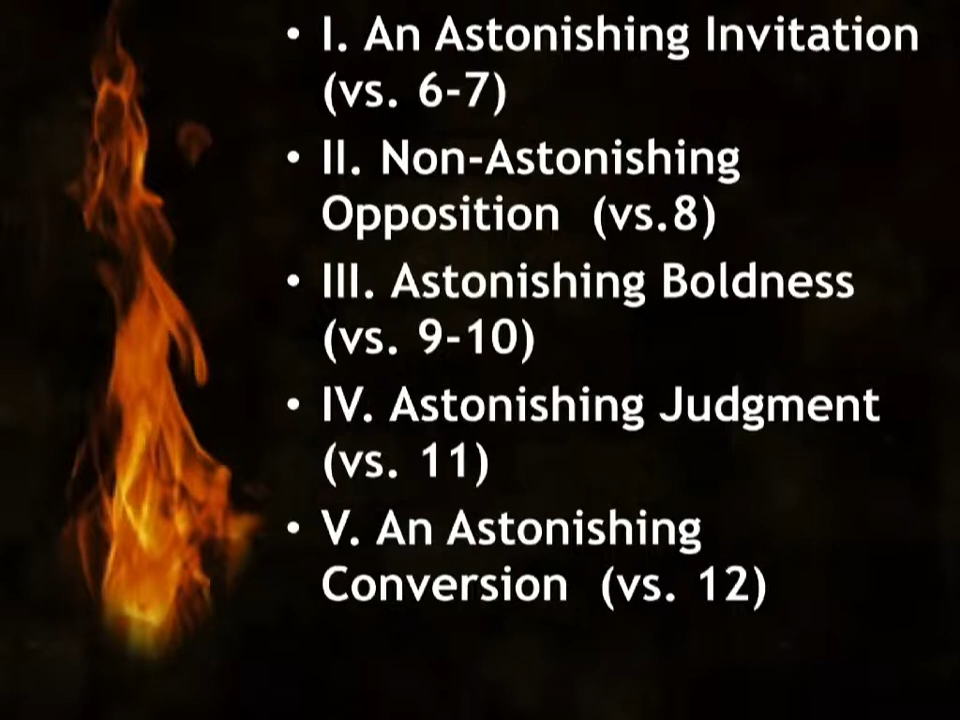 • I. An Astonishing Invitation
(vs. 6-7)
• II. Non-Astonishing
Opposition  (vs.8)
• III. Astonishing Boldness
(vs. 9-10)
• IV. Astonishing Judgment
(vs. 11)
• V. An Astonishing
Conversion  (vs. 12)